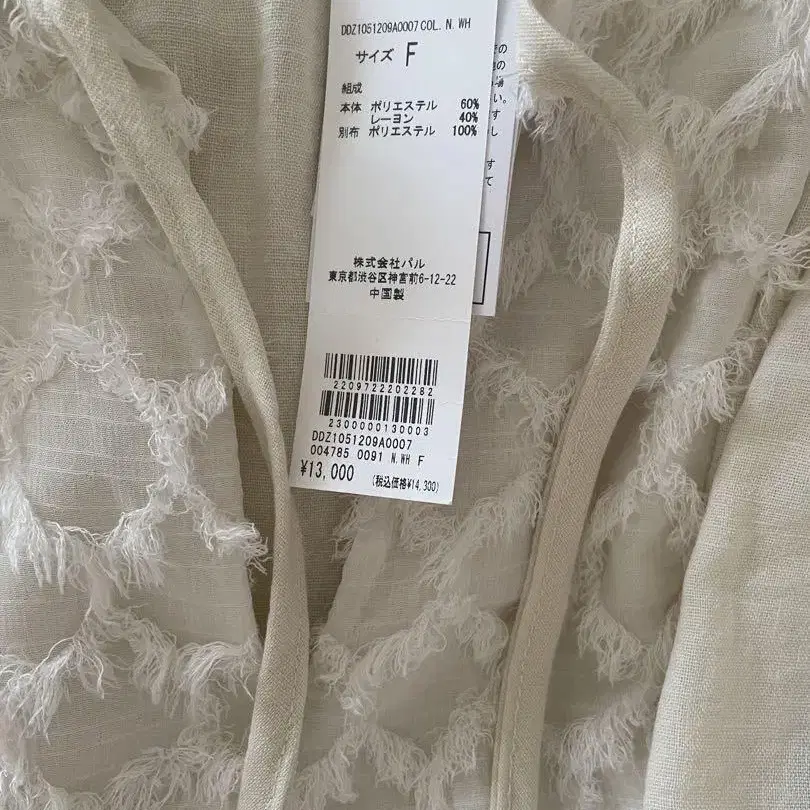 DDZ1051209A0007 COL. N. WH
サイズ F
組成
本体 ポリエステル 60%
レーヨン 40%
別布 ポリエステル 100%
株式会社パル
東京都渋谷区神宮前6-12-22
中国製
2209722202282
2300000130003
DDZ1051209A0007
004785 0091 N.WH F
¥13,000 (税込価格¥14,300)